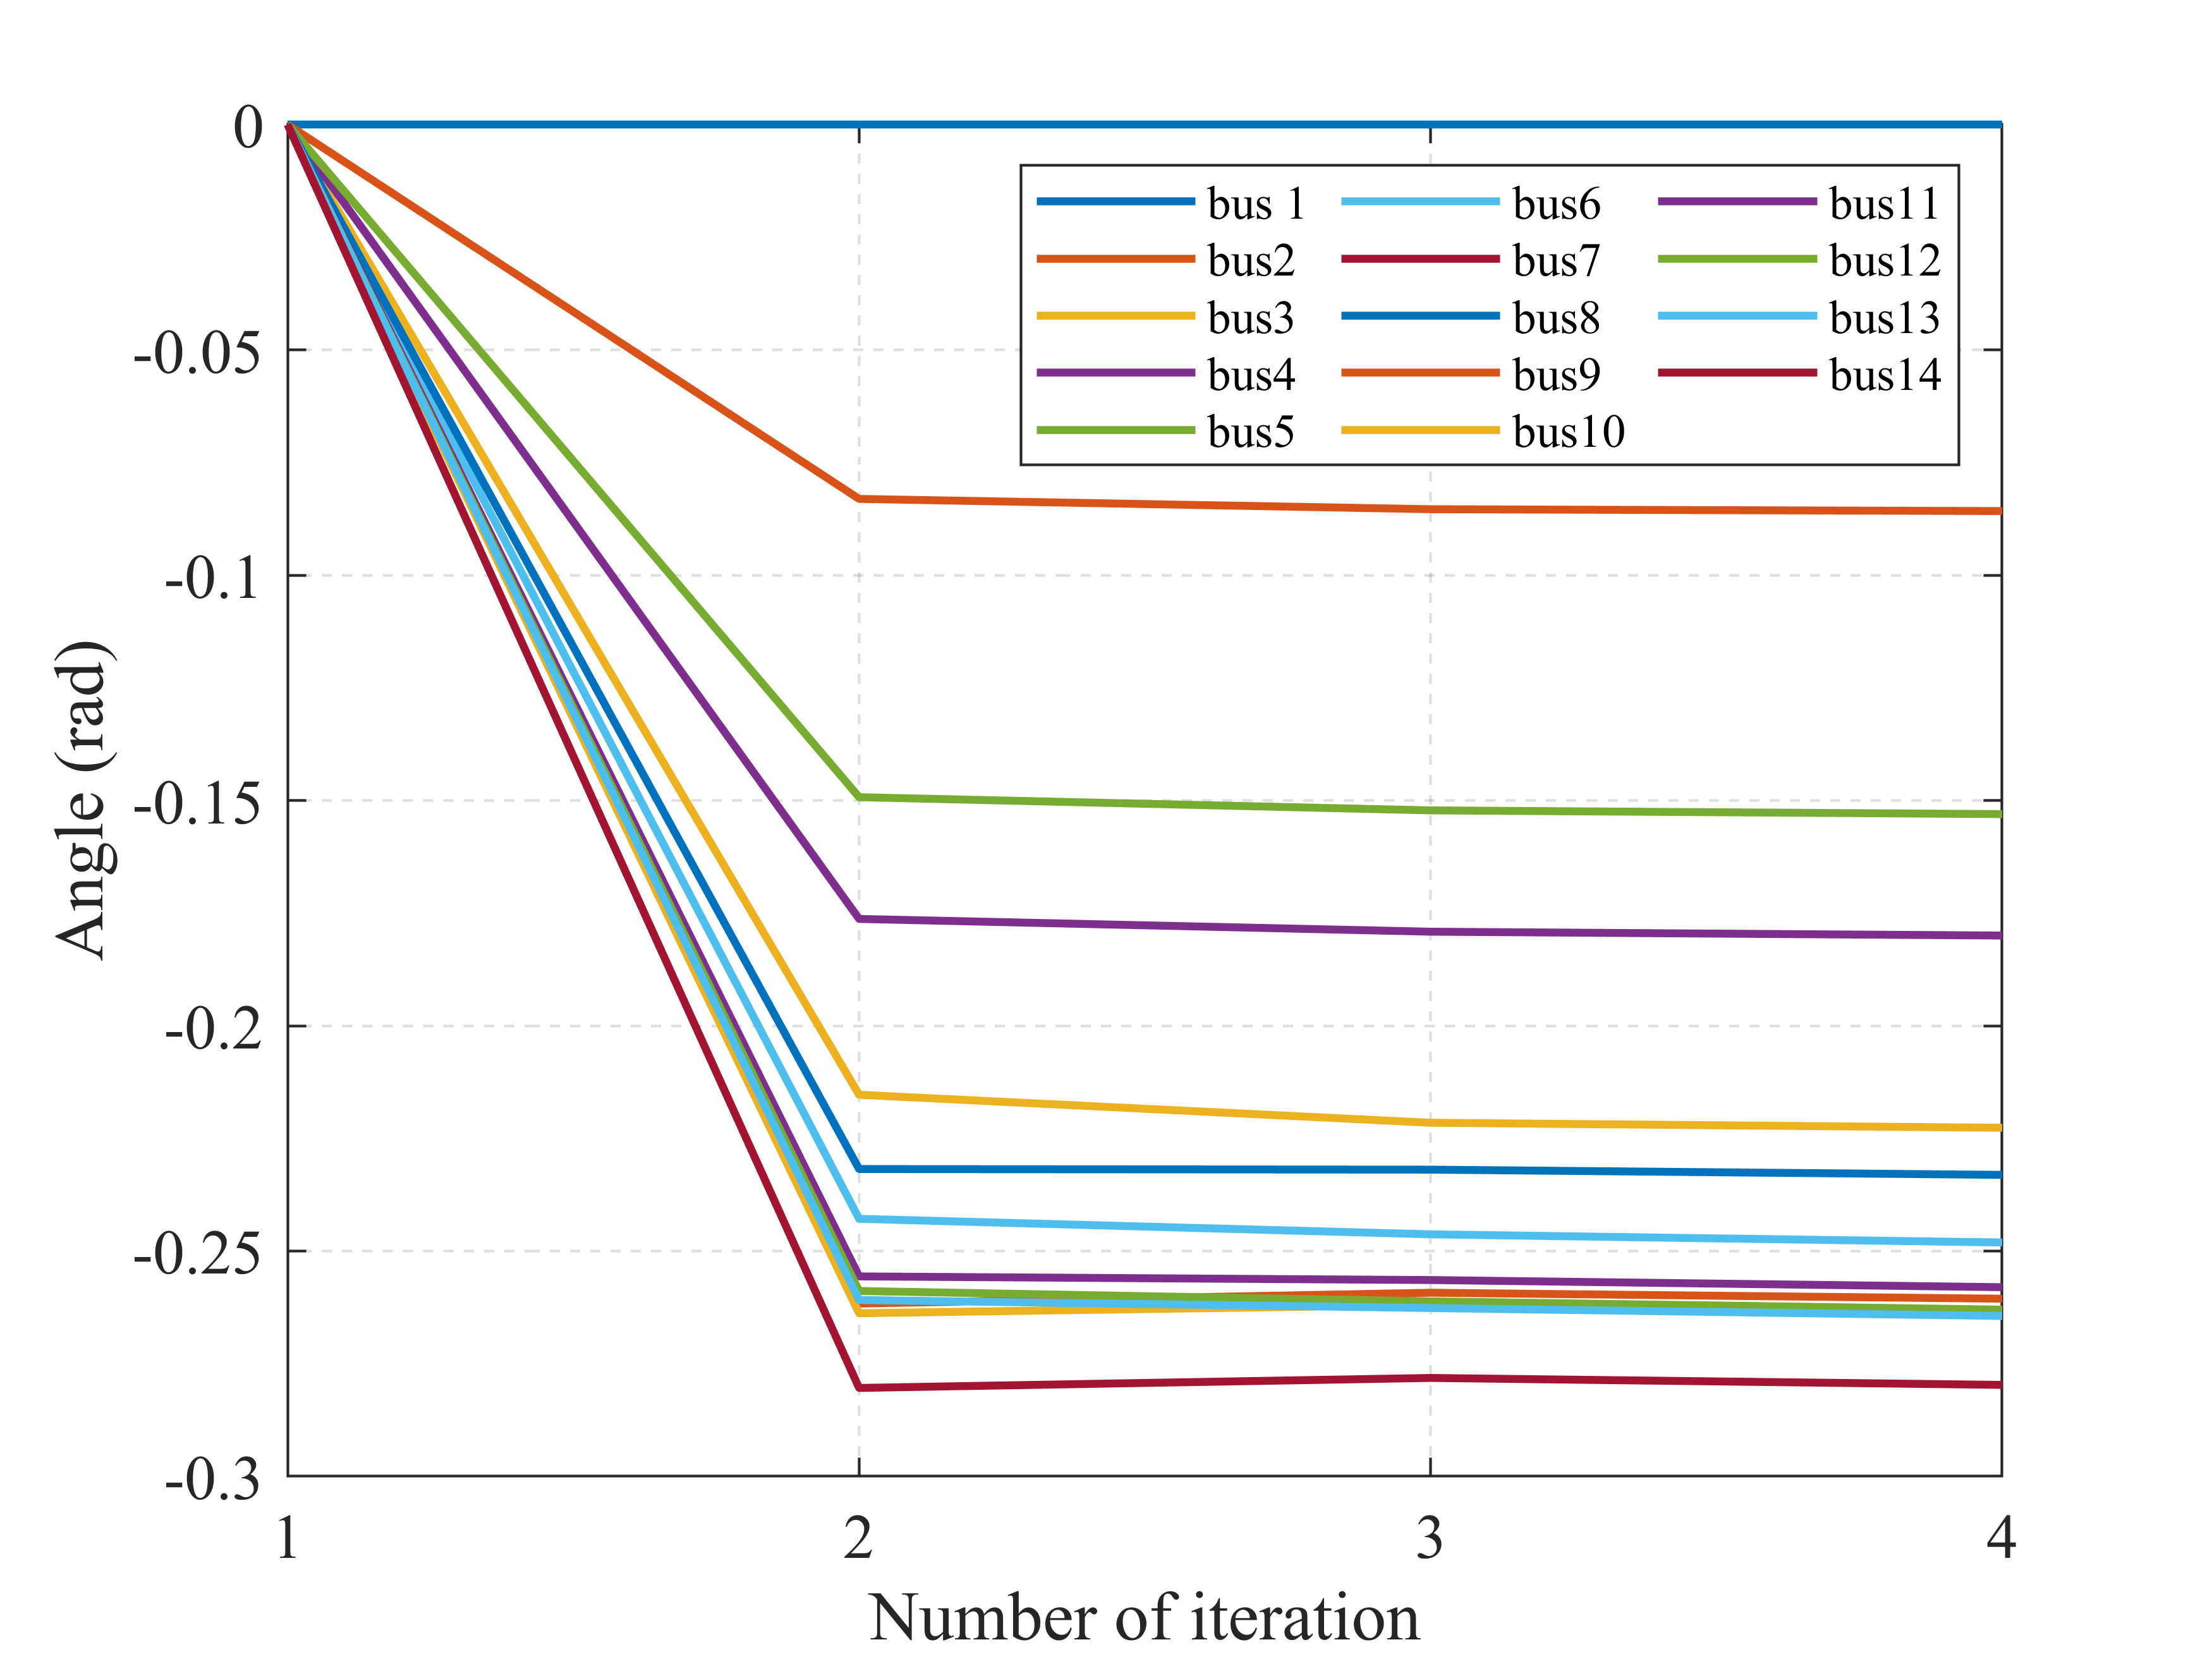 0
-0.05
-0.1
-0.15
-0.2
-0.25
-0.3
Angle (rad)
bus 1 bus6 bus11
bus2 bus7 bus12
bus3 bus8 bus13
bus4 bus9 bus14
bus5 bus10
1 2 3 4
Number of iteration